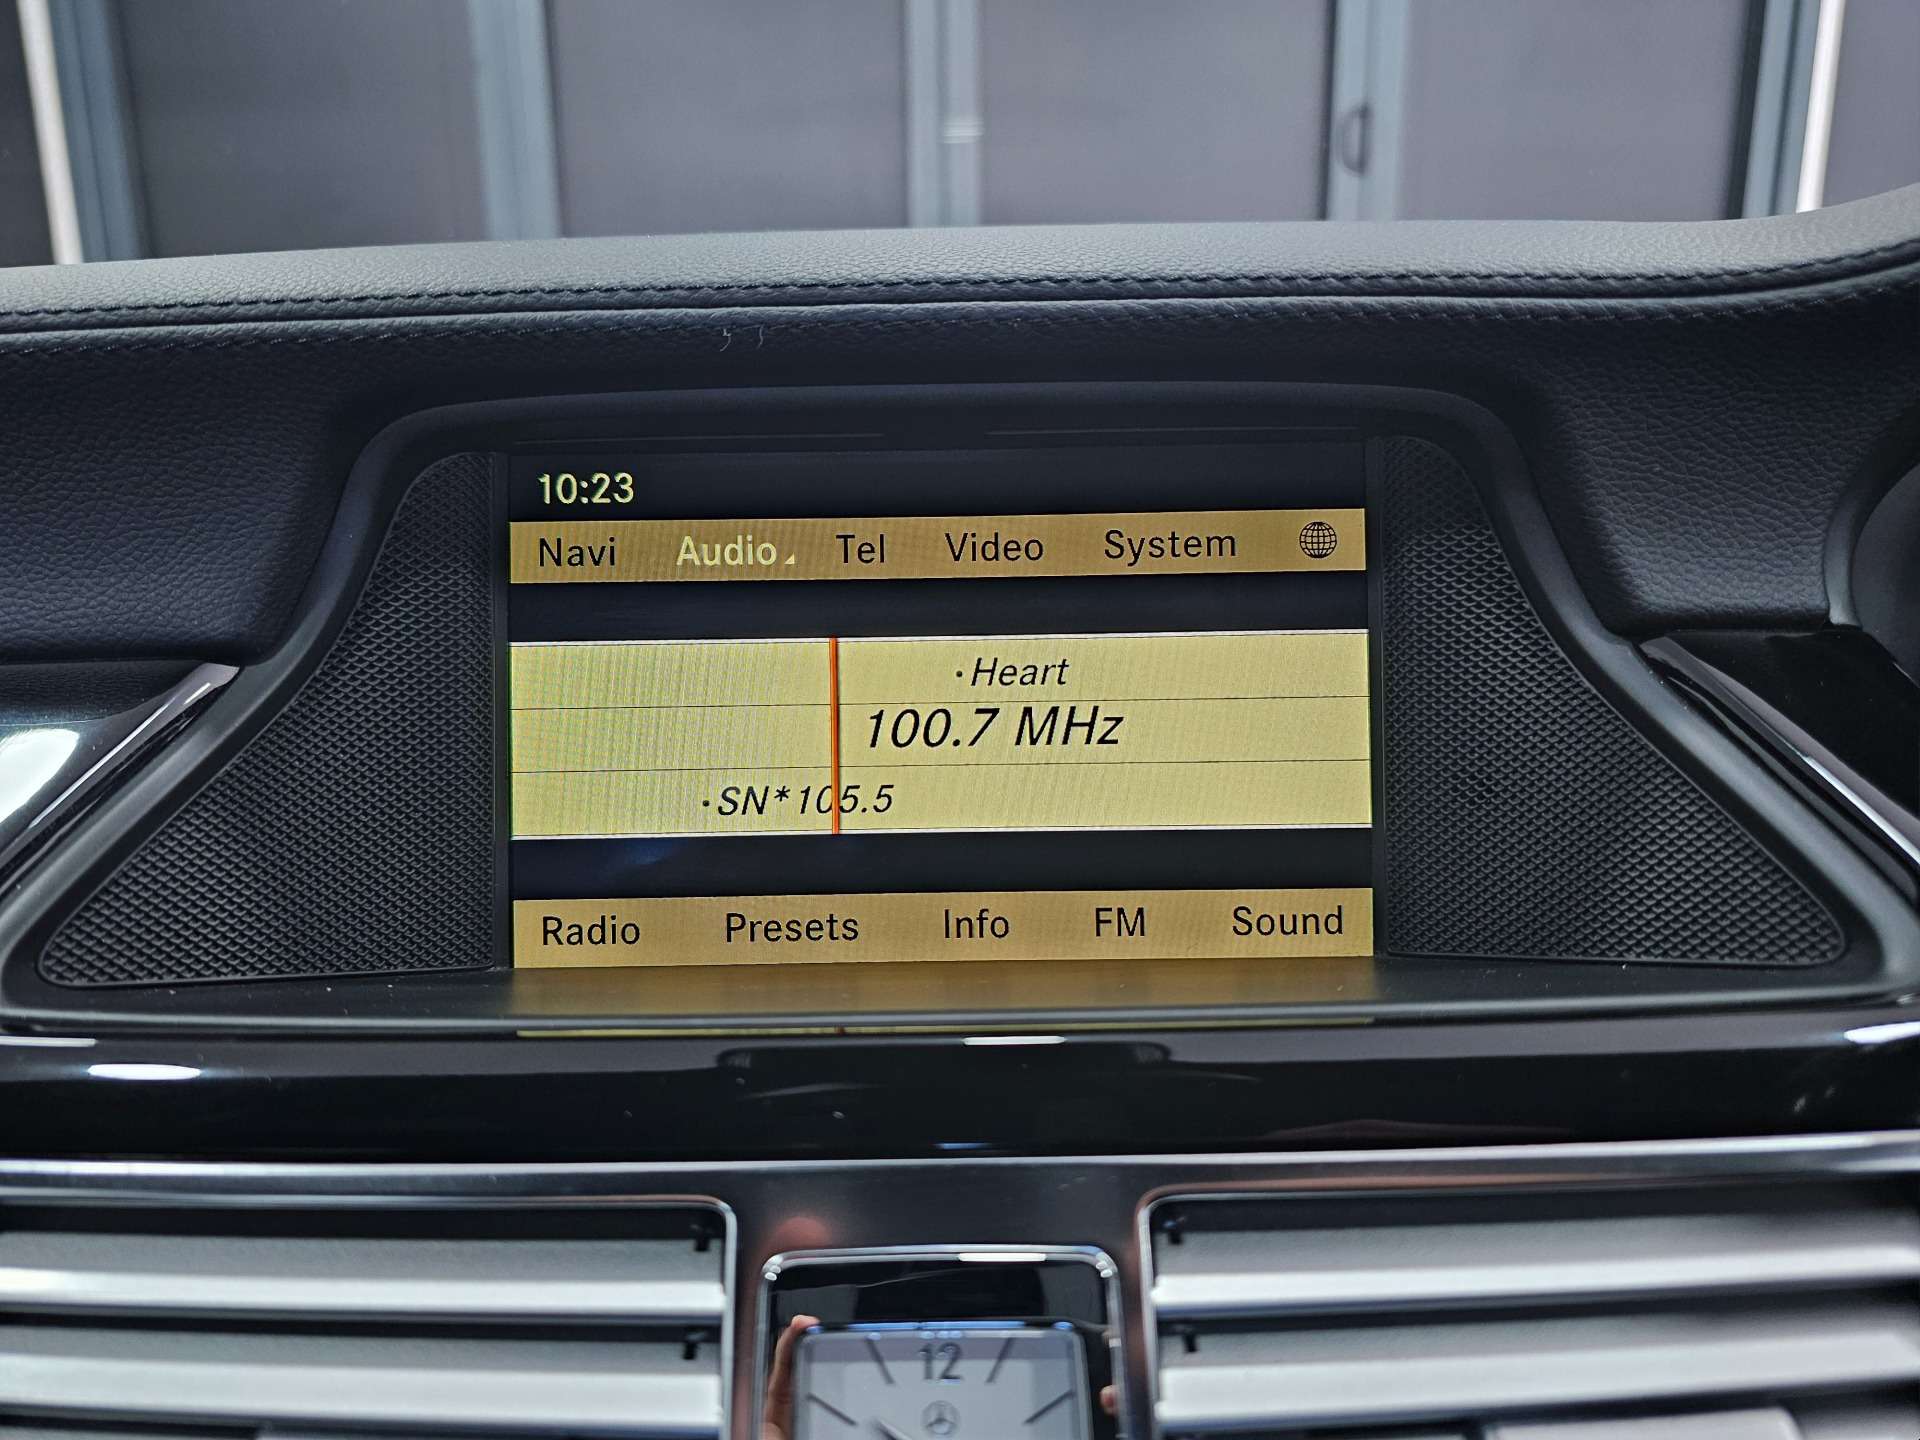 10:23
Navi Audio Tel Video System
·Heart
100.7 MHz
·SN*105.5
Radio Presets Info FM Sound
12